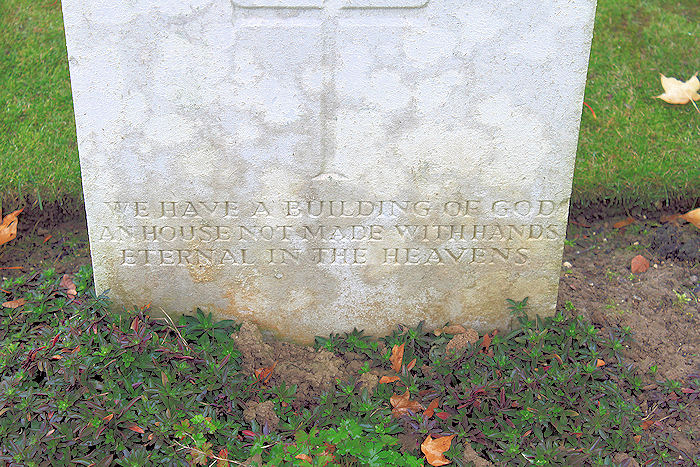 WE HAVE A BUILDING OF GOD
AN HOUSE NOT MADE WITH HANDS
ETERNAL IN THE HEAVENS